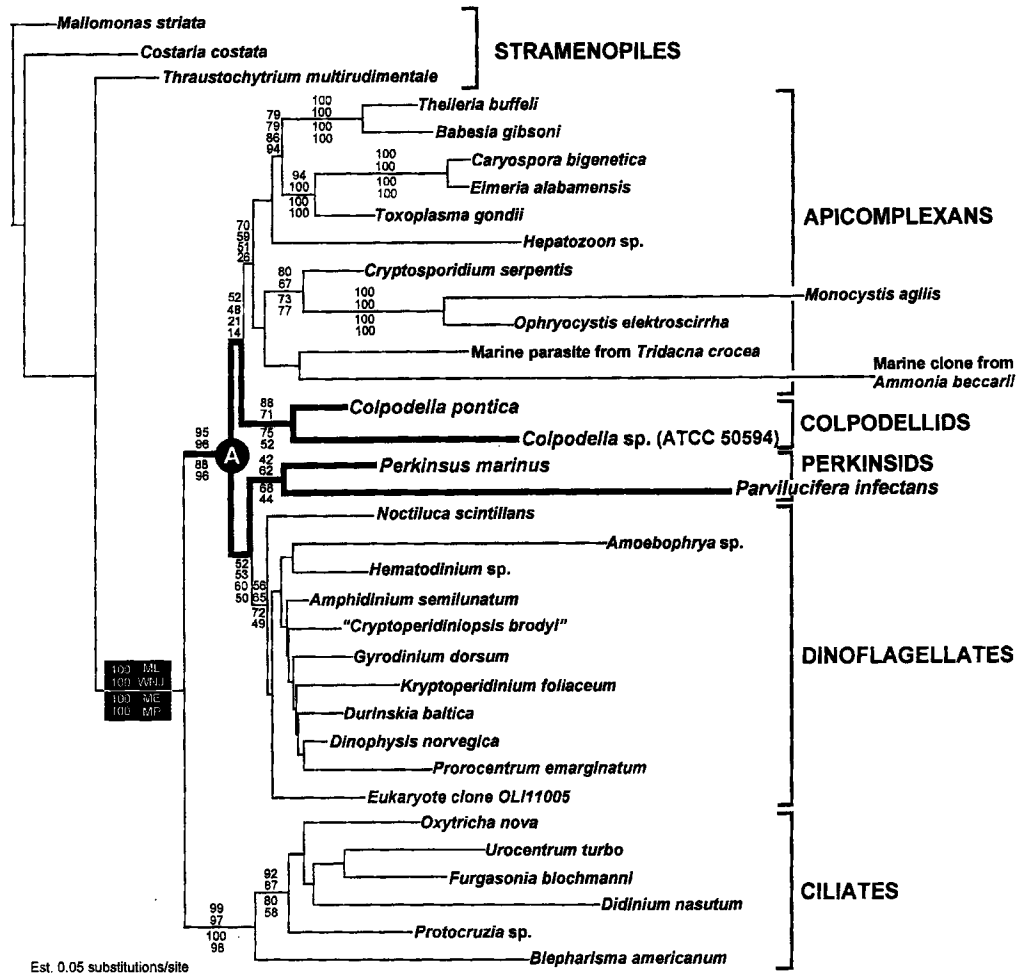 Mallomonas striata
Costaria costata
Thraustochytrium multirudimentale
STRAMENOPILES
Theileria buffeli
Babesia gibsoni
Caryospora bigenetica
Eimeria alabamensis
Toxoplasma gondii
Hepatozoon sp.
Cryptosporidium serpentis
Monocystis agilis
Ophryocystis elektroscirrha
Marine parasite from Tridacna crocea
Marine clone from
Ammonia beccarii
APICOMPLEXANS
79
79
86
94
100
100
100
100
94
100
100
100
100
100
100
100
70
59
51
26
80
67
73
77
100
100
100
100
52
48
21
14
Colpodella pontica
Colpodella sp. (ATCC 50594)
COLPODELLIDS
88
71
75
52
95
96
88
96
A
Perkinsus marinus
Parvilucifera infectans
PERKINSIDS
42
62
68
44
Noctiluca scintillans
Amoebophrya sp.
Hematodinium sp.
Amphidinium semilunatum
"Cryptoperidiniopsis brodyi"
Gyrodinium dorsum
Kryptoperidinium foliaceum
Durinskia baltica
Dinophysis norvegica
Prorocentrum emarginatum
Eukaryote clone OLI11005
DINOFLAGELLATES
52
53
60
50
56
65
72
49
100 ML
100 WNJ
100 ME
100 MP
Oxytricha nova
Urocentrum turbo
Furgasonia blochmanni
Didinium nasutum
Protocruzia sp.
Blepharisma americanum
CILIATES
92
87
80
58
99
97
100
98
Est. 0.05 substitutions/site